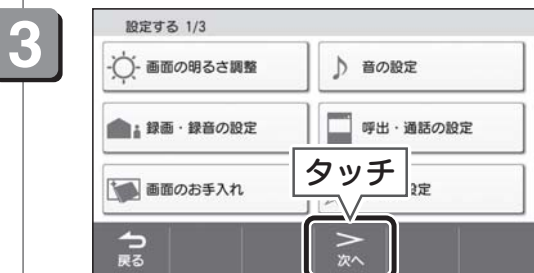 3
設定する 1/3
画面の明るさ調整
音の設定
録画・録音の設定
呼出・通話の設定
画面のお手入れ
設定
タッチ
戻る
次へ